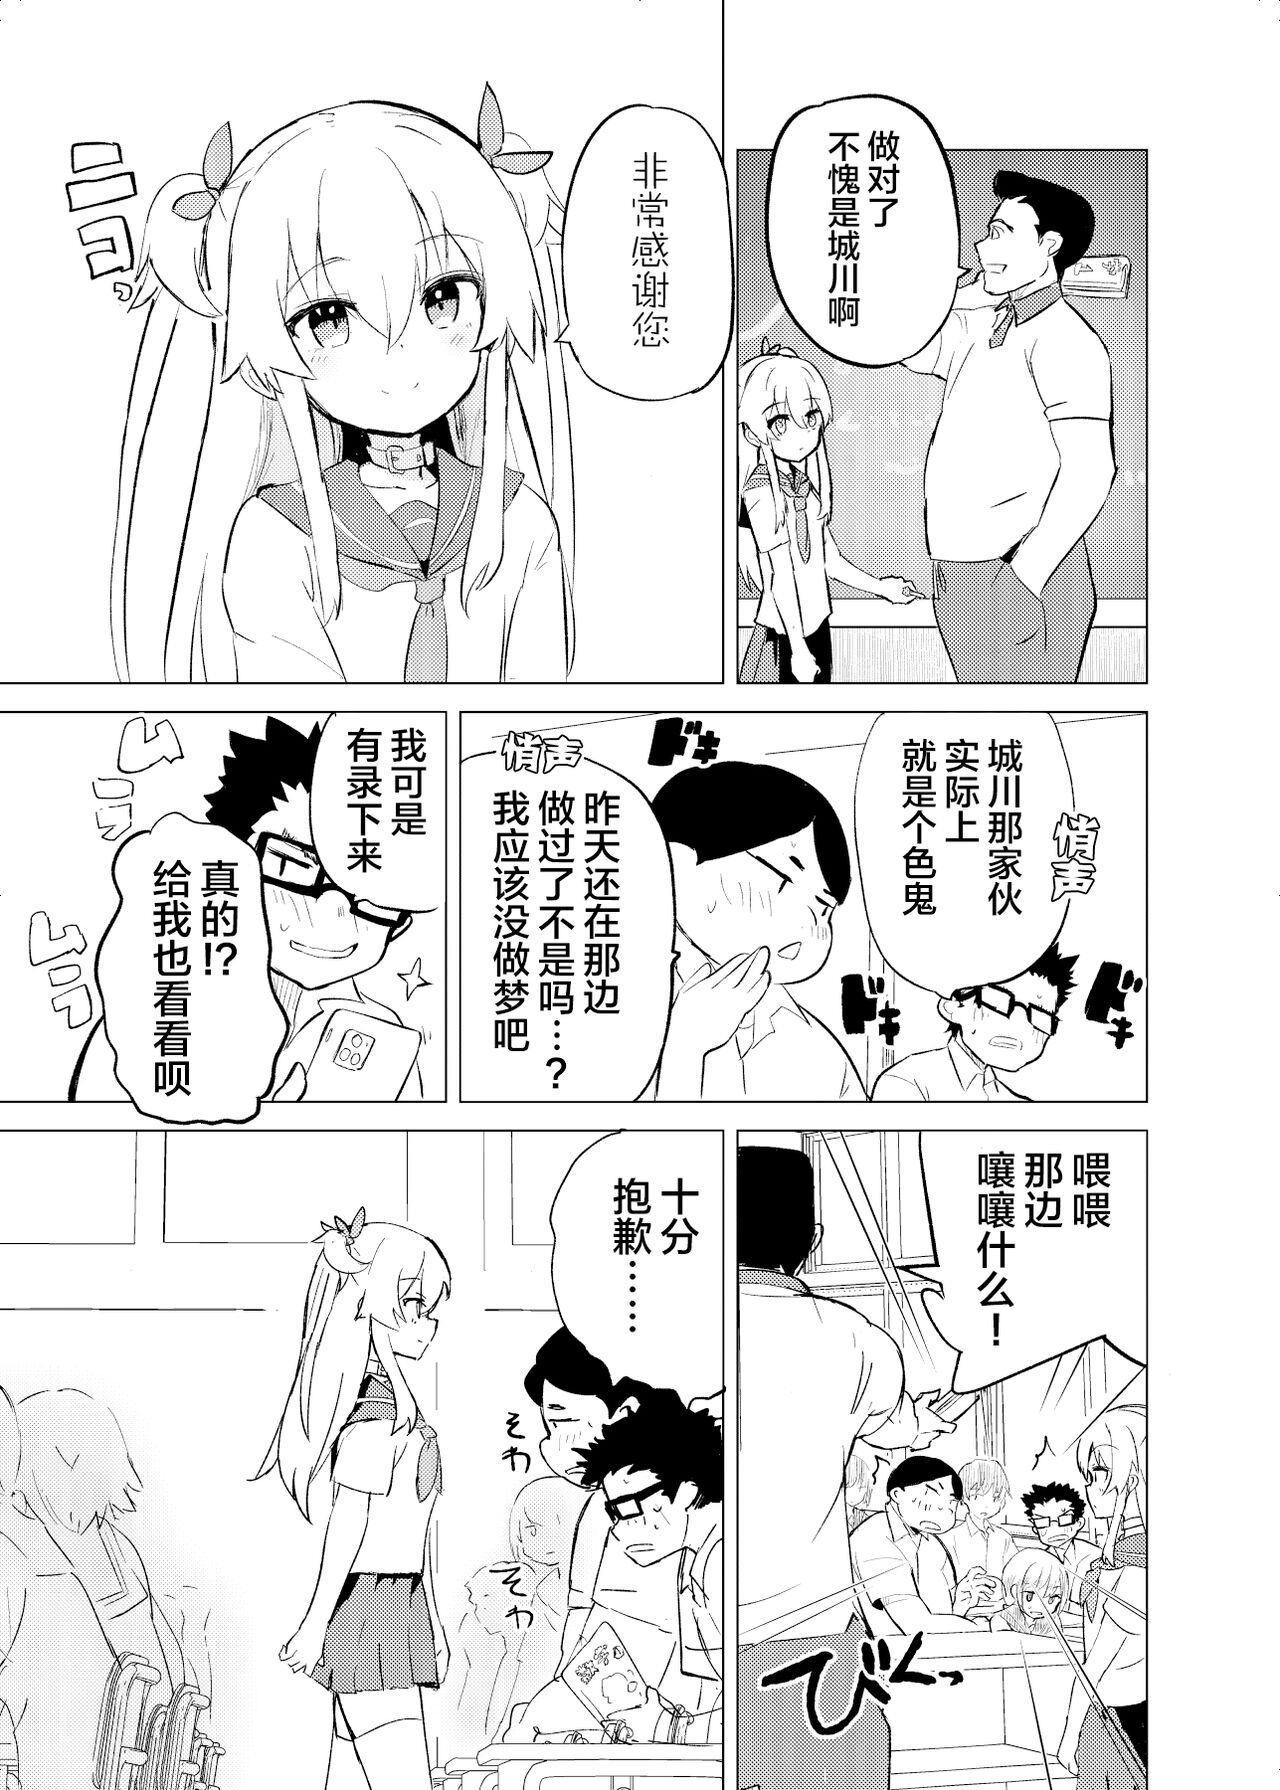 做对了
不愧是城川啊
非常感谢您
ニコッ
城川那家伙
实际上
就是个色鬼
悄声
ドキ
ドキ
悄声
昨天还在那边
做过了不是吗…?
我应该没做梦吧
我可是
有录下来
真的!?
给我也看看呗
ムラ
ムラ
喂喂
那边
嚷嚷什么！
びくっ
十分
抱歉……
そわ
そわ
数学